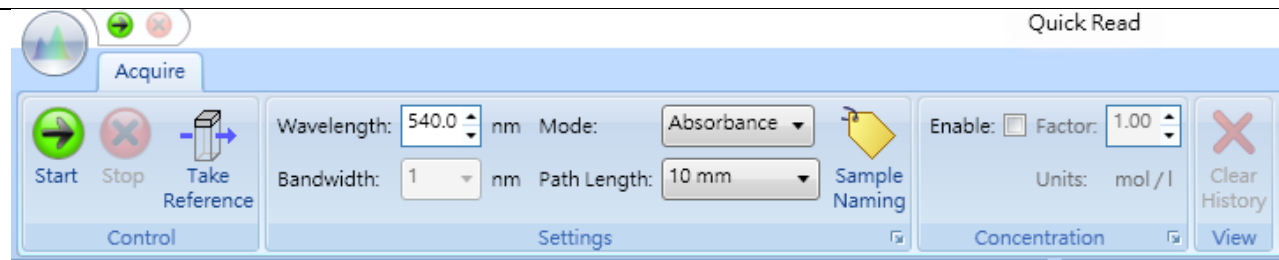 Quick Read
Acquire
Wavelength: 540.0 nm Mode: Absorbance Enable: Factor: 1.00
Start Stop Take Reference Bandwidth: 1 nm Path Length: 10 mm Sample Naming Units: mol / l Clear History
Control Settings Concentration View